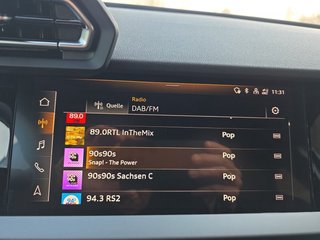 Radio
Quelle
DAB/FM
11:31
89.0
89.0RTL InTheMix
Pop
90s90s
Snap! - The Power
Pop
90s90s Sachsen C
Pop
94.3 RS2
Pop